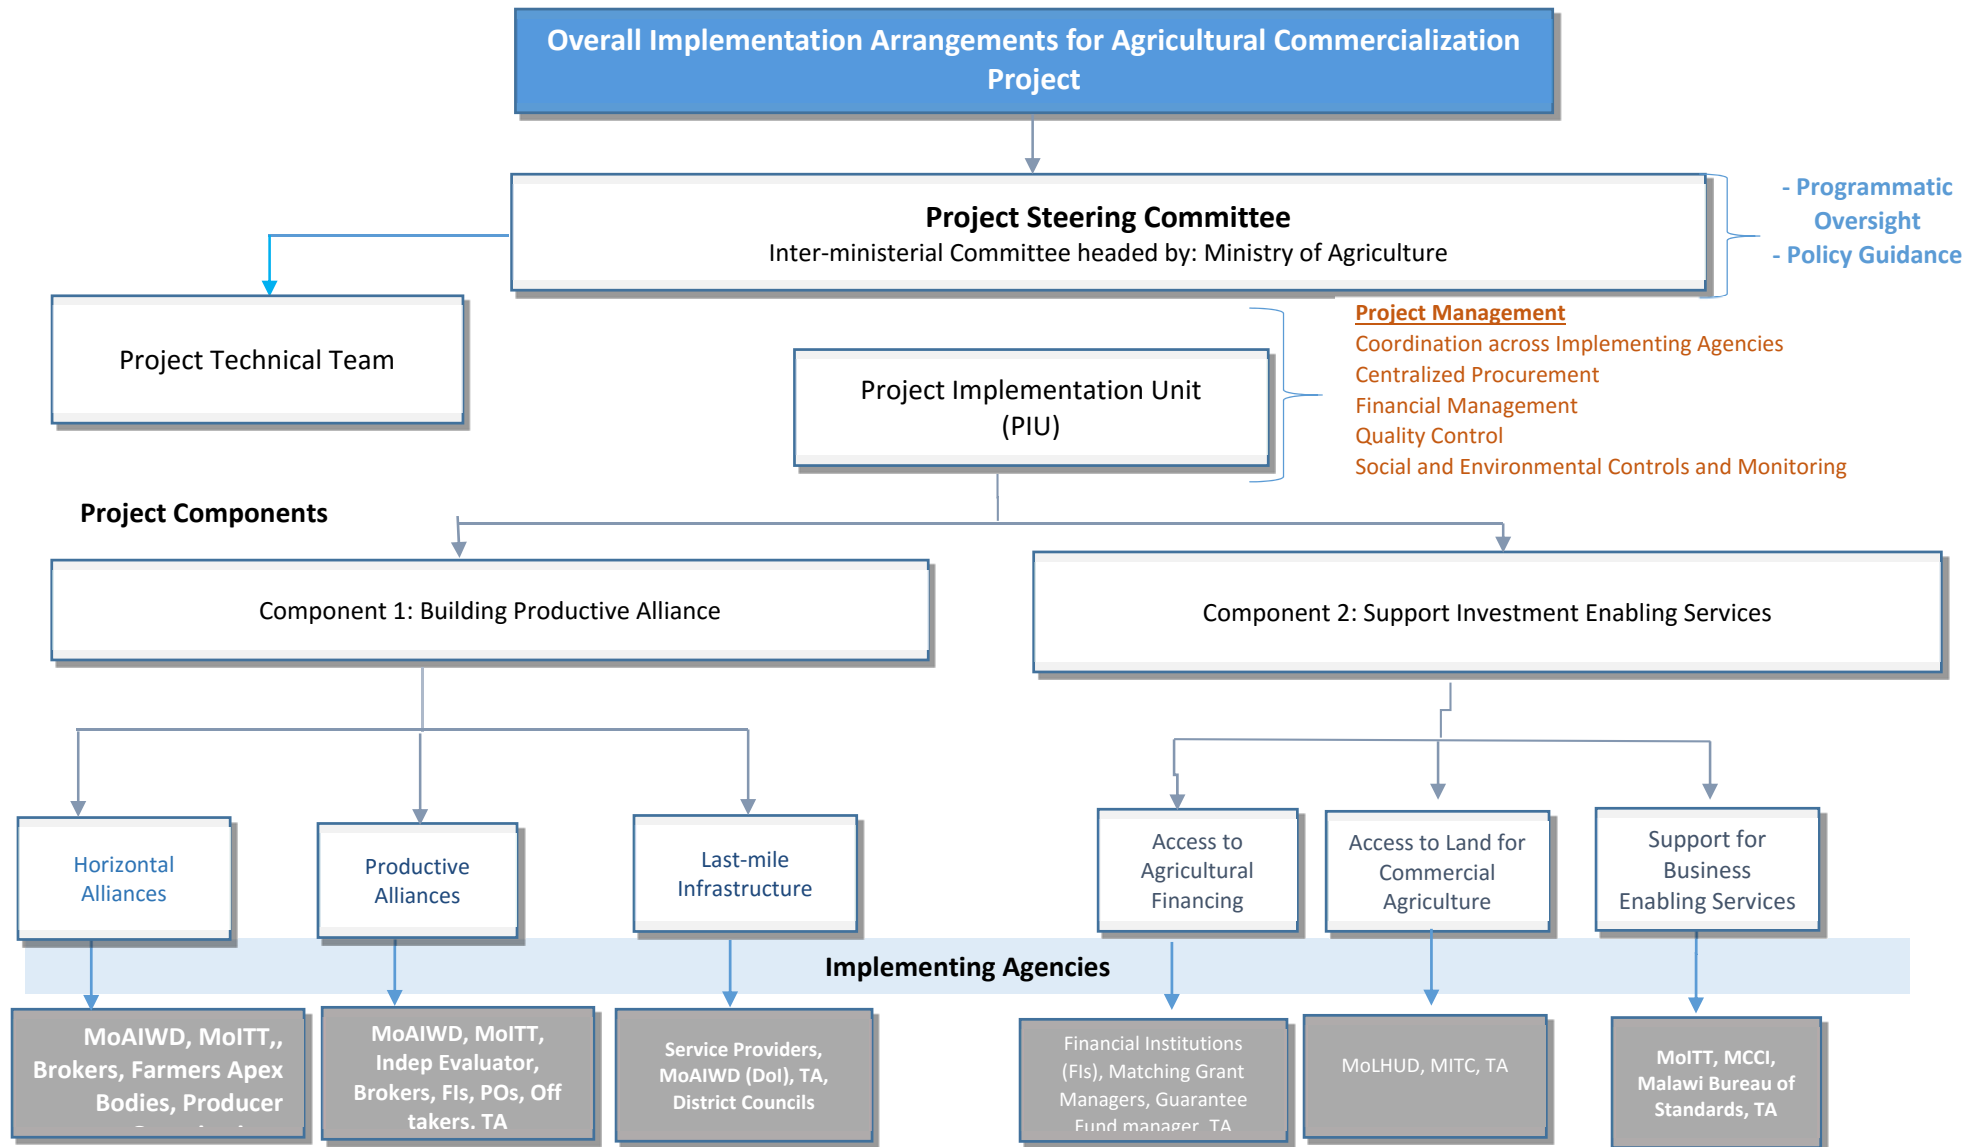 Overall Implementation Arrangements for Agricultural Commercialization
Project
Project Steering Committee
Inter-ministerial Committee headed by: Ministry of Agriculture
- Programmatic
Oversight
- Policy Guidance
Project Technical Team
Project Implementation Unit
(PIU)
Project Management
Coordination across Implementing Agencies
Centralized Procurement
Financial Management
Quality Control
Social and Environmental Controls and Monitoring
Project Components
Component 1: Building Productive Alliance
Component 2: Support Investment Enabling Services
Horizontal
Alliances
Productive
Alliances
Last-mile
Infrastructure
Access to
Agricultural
Financing
Access to Land for
Commercial
Agriculture
Support for
Business
Enabling Services
Implementing Agencies
MoAIWD, MoITT,,
Brokers, Farmers Apex
Bodies, Producer
MoAIWD, MoITT,
Indep Evaluator,
Brokers, FIs, POs, Off
takers. TA
Service Providers,
MoAIWD (DoI), TA,
District Councils
Financial Institutions
(FIs), Matching Grant
Managers, Guarantee
Fund manager, TA
MoLHUD, MITC, TA
MoITT, MCCI,
Malawi Bureau of
Standards, TA